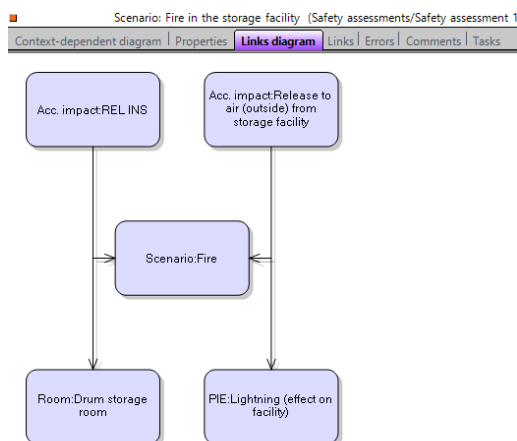 Scenario: Fire in the storage facility (Safety assessments/Safety assessment 1
Context-dependent diagram | Properties | Links diagram | Links | Errors | Comments | Tasks
Acc. impact:REL INS
Acc. impact:Release to
air (outside) from
storage facility
Scenario:Fire
Room:Drum storage
room
PIE:Lightning (effect on
facility)